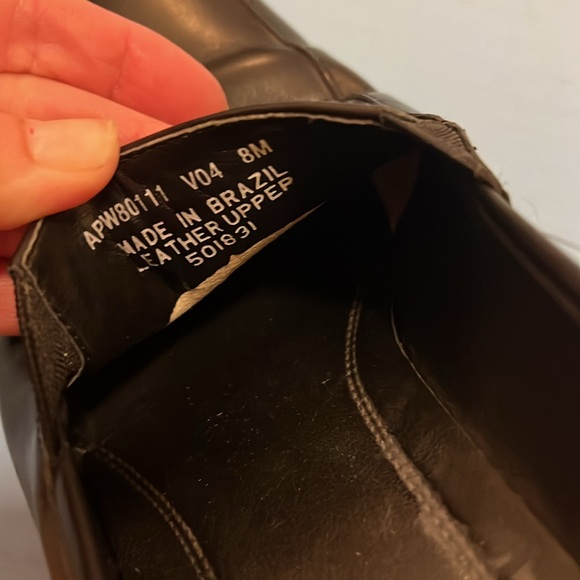 APW80111 V04 8M
MADE IN BRAZIL
LEATHER UPPER
501831